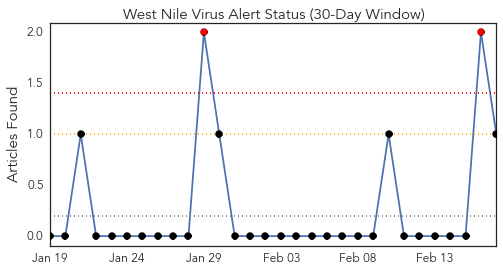 West Nile Virus Alert Status (30-Day Window)
Articles Found
2.0
1.5
1.0
0.5
0.0
Jan 19 Jan 24 Jan 29 Feb 03 Feb 08 Feb 13